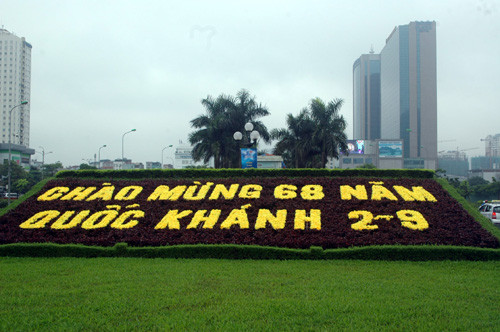 CHÀO MỪNG 68 NĂM
QUỐC KHÁNH 2-9